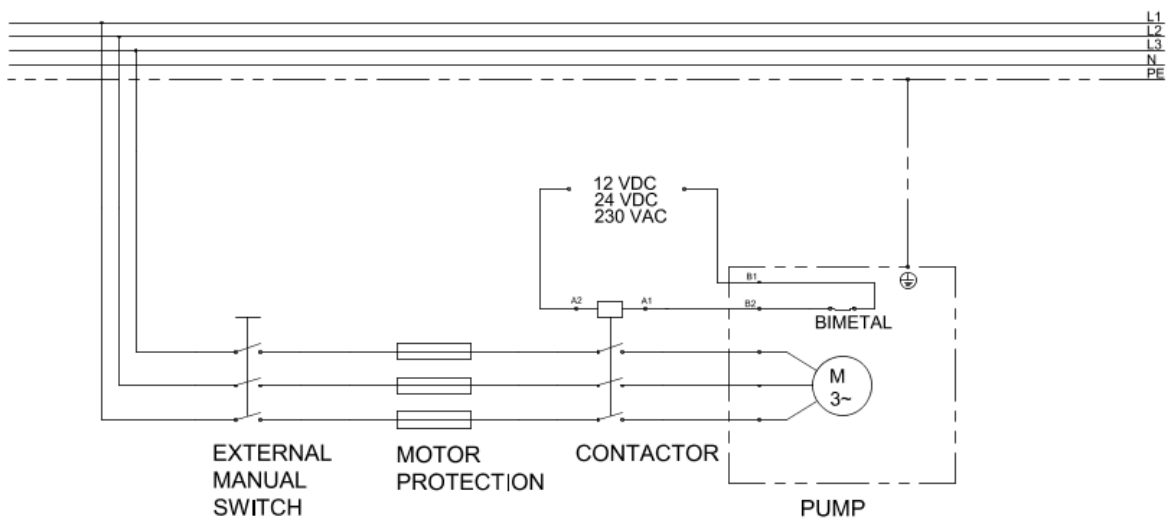 L1
L2
L3
N
PE
12 VDC
24 VDC
230 VAC
B1
A2
A1
B2
BIMETAL
M
3~
EXTERNAL
MANUAL
SWITCH
MOTOR
PROTECTION
CONTACTOR
PUMP